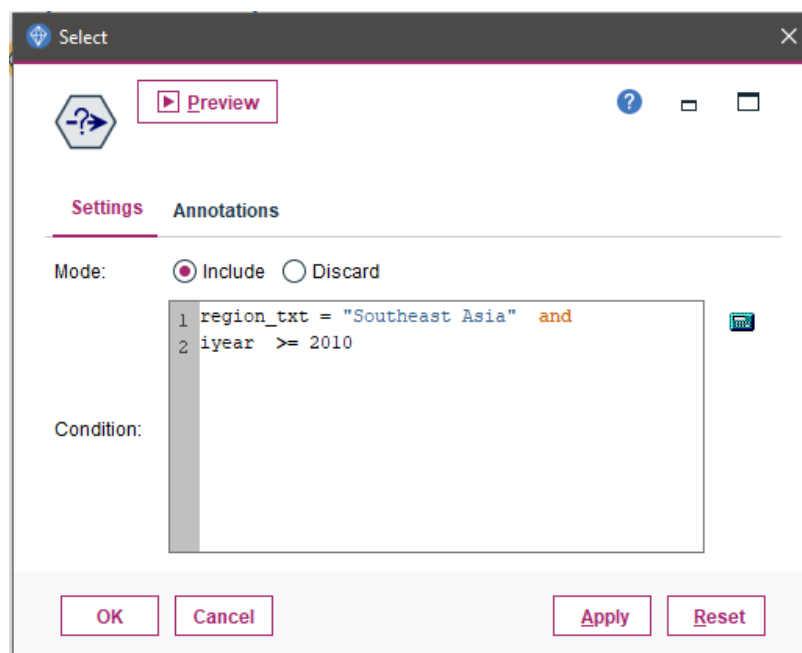 Select
Preview
?
-?->
Settings Annotations
Mode: Include Discard
1 region_txt = "Southeast Asia" and
2 iyear >= 2010
Condition:
OK Cancel Apply Reset